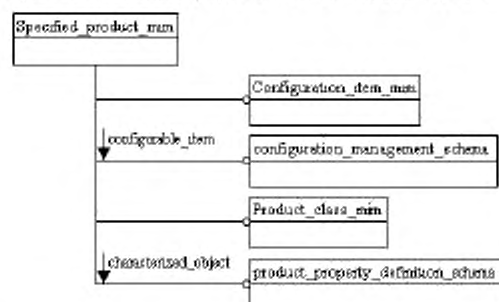 Specified_product_mim
Configuration_item_mim
configurable_item
configuration_management_schema
Product_class_mim
characterized_object
product_property_definition_schema